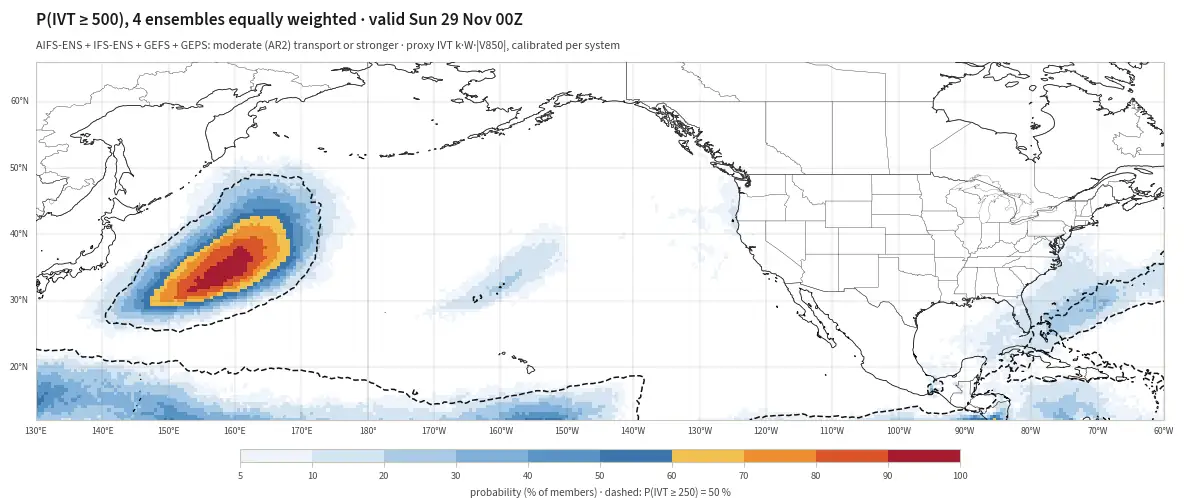 P(IVT ≥ 500), 4 ensembles equally weighted · valid Sun 29 Nov 00Z
AIFS-ENS + IFS-ENS + GEFS + GEPS: moderate (AR2) transport or stronger · proxy IVT k·W·|V850|, calibrated per system
60°N
50°N
40°N
30°N
20°N
130°E 140°E 150°E 160°E 170°E 180° 170°W 160°W 150°W 140°W 130°W 120°W 110°W 100°W 90°W 80°W 70°W 60°W
5 10 20 30 40 50 60 70 80 90 100
probability (% of members) · dashed: P(IVT ≥ 250) = 50 %